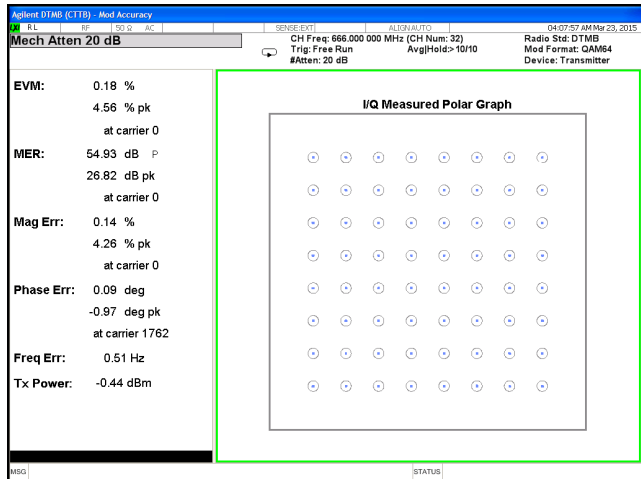 Agilent DTMB (CTTB) - Mod Accuracy
LXI RL RF 50 Ω AC SENSE:EXT ALIGN AUTO 04:07:57 AM Mar 23, 2015
Mech Atten 20 dB
CH Freq: 666.000 000 MHz (CH Num: 32) Radio Std: DTMB
Trig: Free Run Avg|Hold:>10/10 Mod Format: QAM64
#Atten: 20 dB Device: Transmitter
I/Q Measured Polar Graph
EVM: 0.18 %
4.56 % pk
at carrier 0
MER: 54.93 dB P
26.82 dB pk
at carrier 0
Mag Err: 0.14 %
4.26 % pk
at carrier 0
Phase Err: 0.09 deg
-0.97 deg pk
at carrier 1762
Freq Err: 0.51 Hz
Tx Power: -0.44 dBm
MSG STATUS